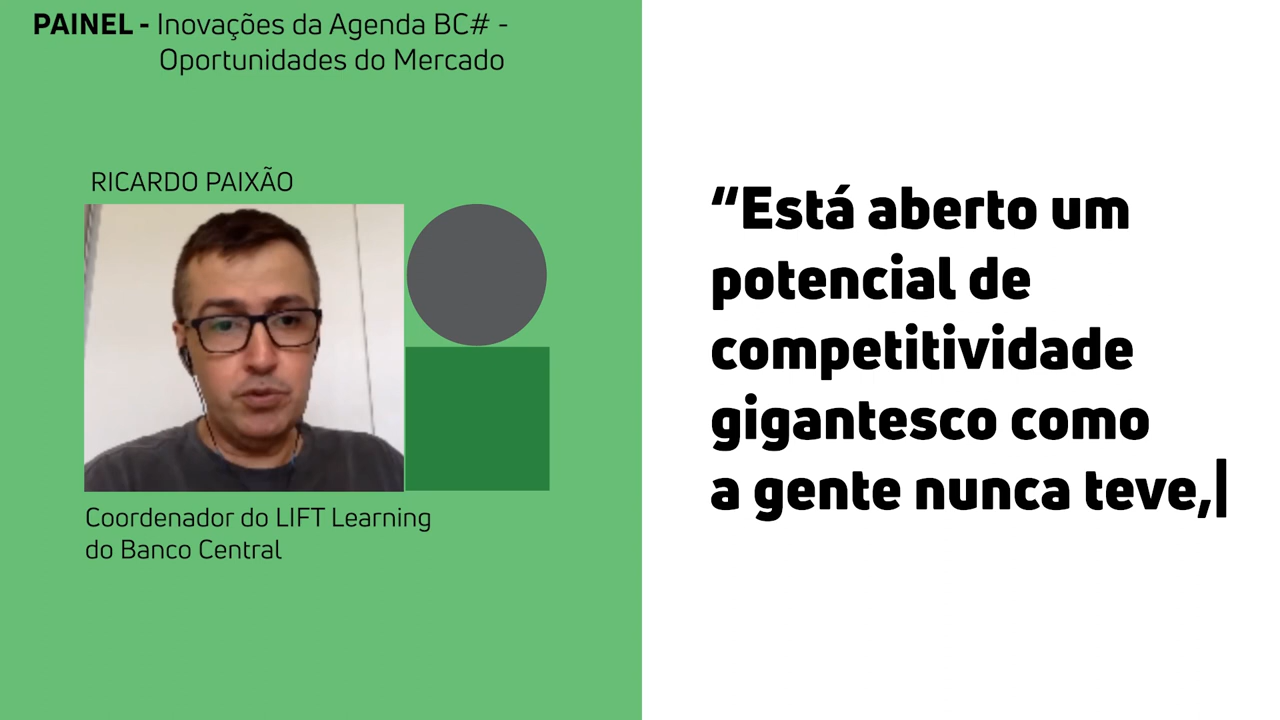 PAINEL - Inovações da Agenda BC# -
Oportunidades do Mercado
RICARDO PAIXÃO
Coordenador do LIFT Learning
do Banco Central
“Está aberto um
potencial de
competitividade
gigantesco como
a gente nunca teve,|